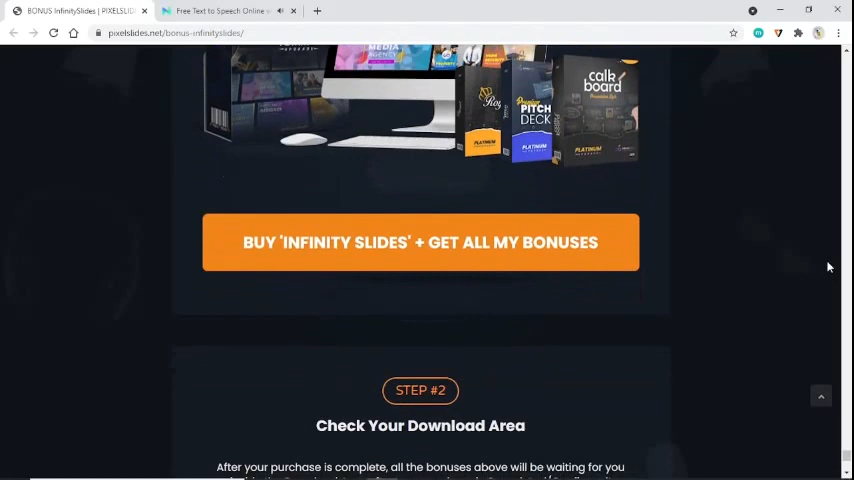 BONUS InfinitySlides | PIXELSLID
Free Text to Speech Online
pixelslides.net/bonus-infinityslides/
MEDIA
AGENCY
Premium
PITCH
DECK
PLATINUM
calk
board
PLATINUM
PLATINUM
BUY 'INFINITY SLIDES' + GET ALL MY BONUSES
STEP #2
Check Your Download Area
After your purchase is complete, all the bonuses above will be waiting for you